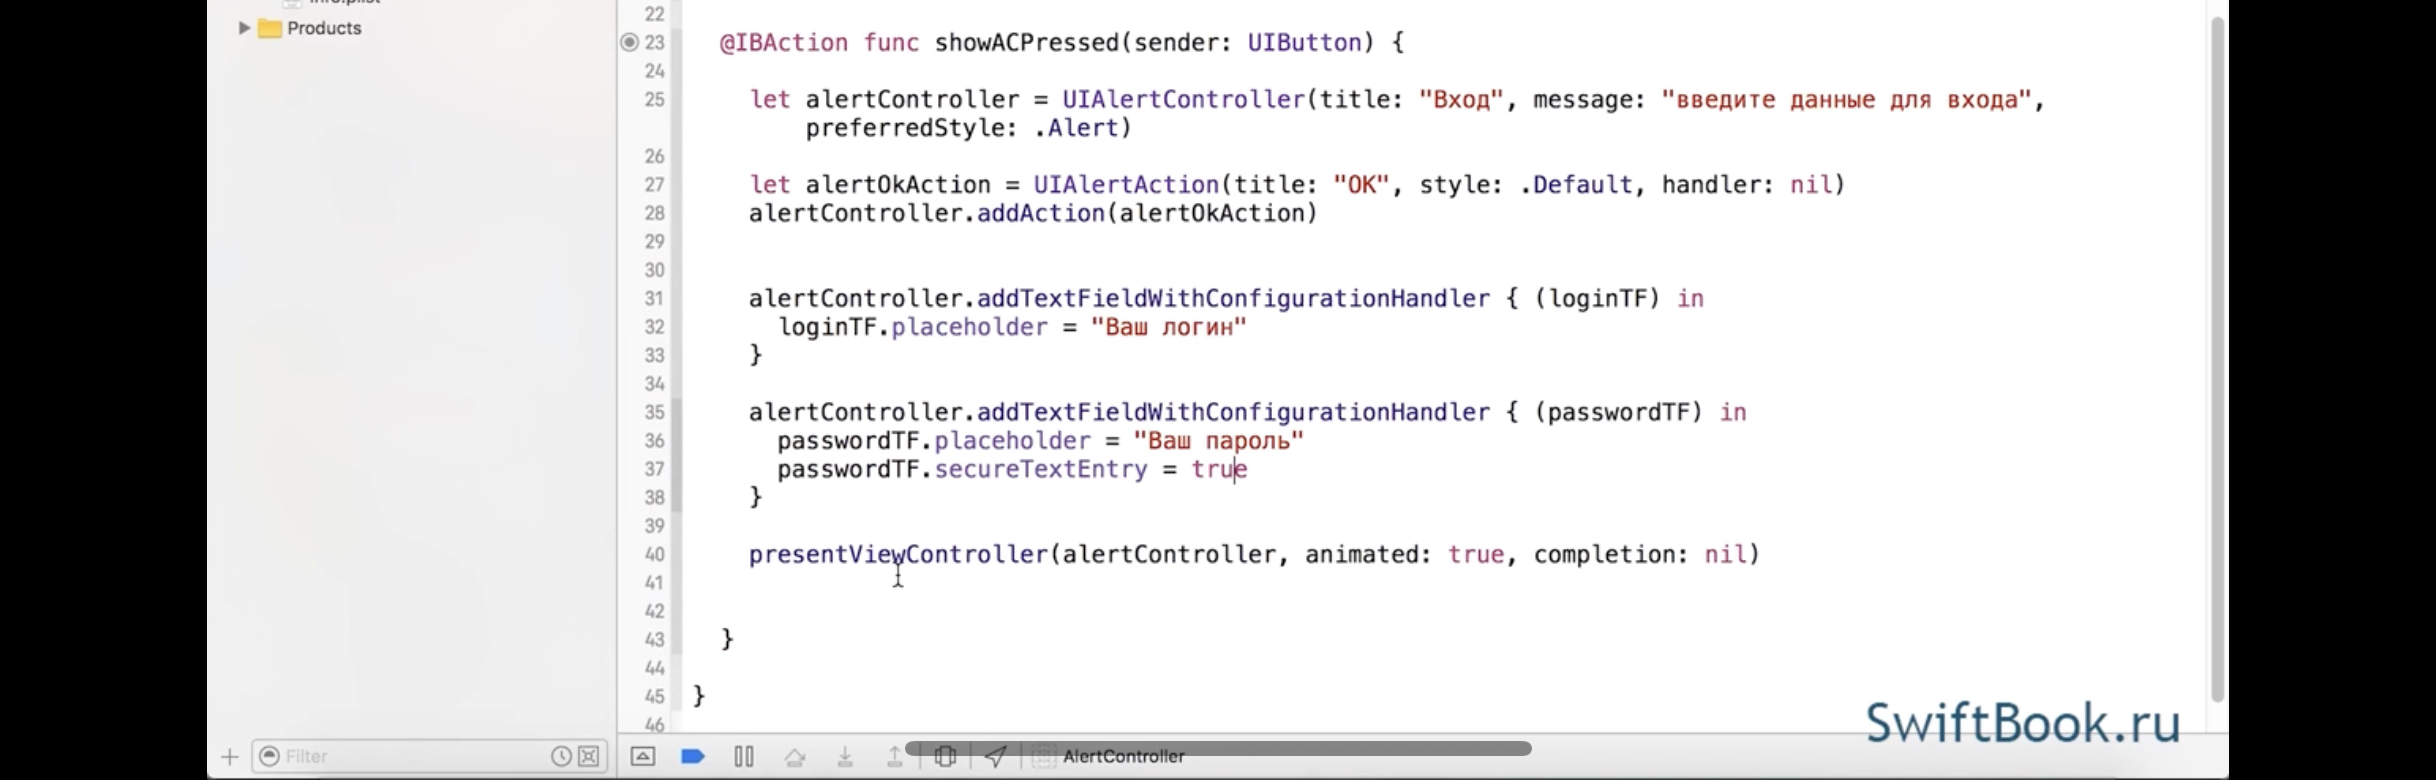 Products
22
23 @IBAction func showACPressed(sender: UIButton) {
24
25 let alertController = UIAlertController(title: "Вход", message: "введите данные для входа",
preferredStyle: .Alert)
26
27 let alertOkAction = UIAlertAction(title: "OK", style: .Default, handler: nil)
28 alertController.addAction(alertOkAction)
29
30
31 alertController.addTextFieldWithConfigurationHandler { (loginTF) in
32 loginTF.placeholder = "Ваш логин"
33 }
34
35 alertController.addTextFieldWithConfigurationHandler { (passwordTF) in
36 passwordTF.placeholder = "Ваш пароль"
37 passwordTF.secureTextEntry = true
38 }
39
40 presentViewController(alertController, animated: true, completion: nil)
41
42
43 }
44
45 }
46
SwiftBook.ru
Filter
AlertController